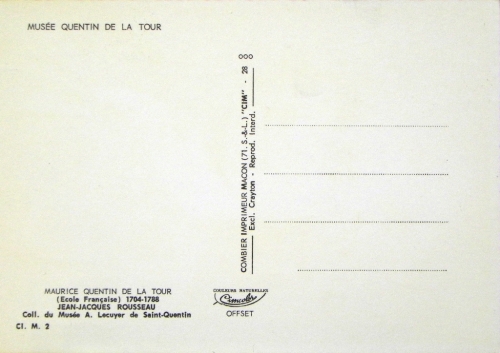 MUSÉE QUENTIN DE LA TOUR
COMBIER IMPRIMEUR MACON (71. S.-&-L.) "CIM" - 28 000
Excl. Crayton - Reprod. Interd.
MAURICE QUENTIN DE LA TOUR
(Ecole Française) 1704-1788
JEAN-JACQUES ROUSSEAU
Coll. du Musée A. Lecuyer de Saint-Quentin
Cl. M. 2
COULEURS NATURELLES
Cimcolor
OFFSET